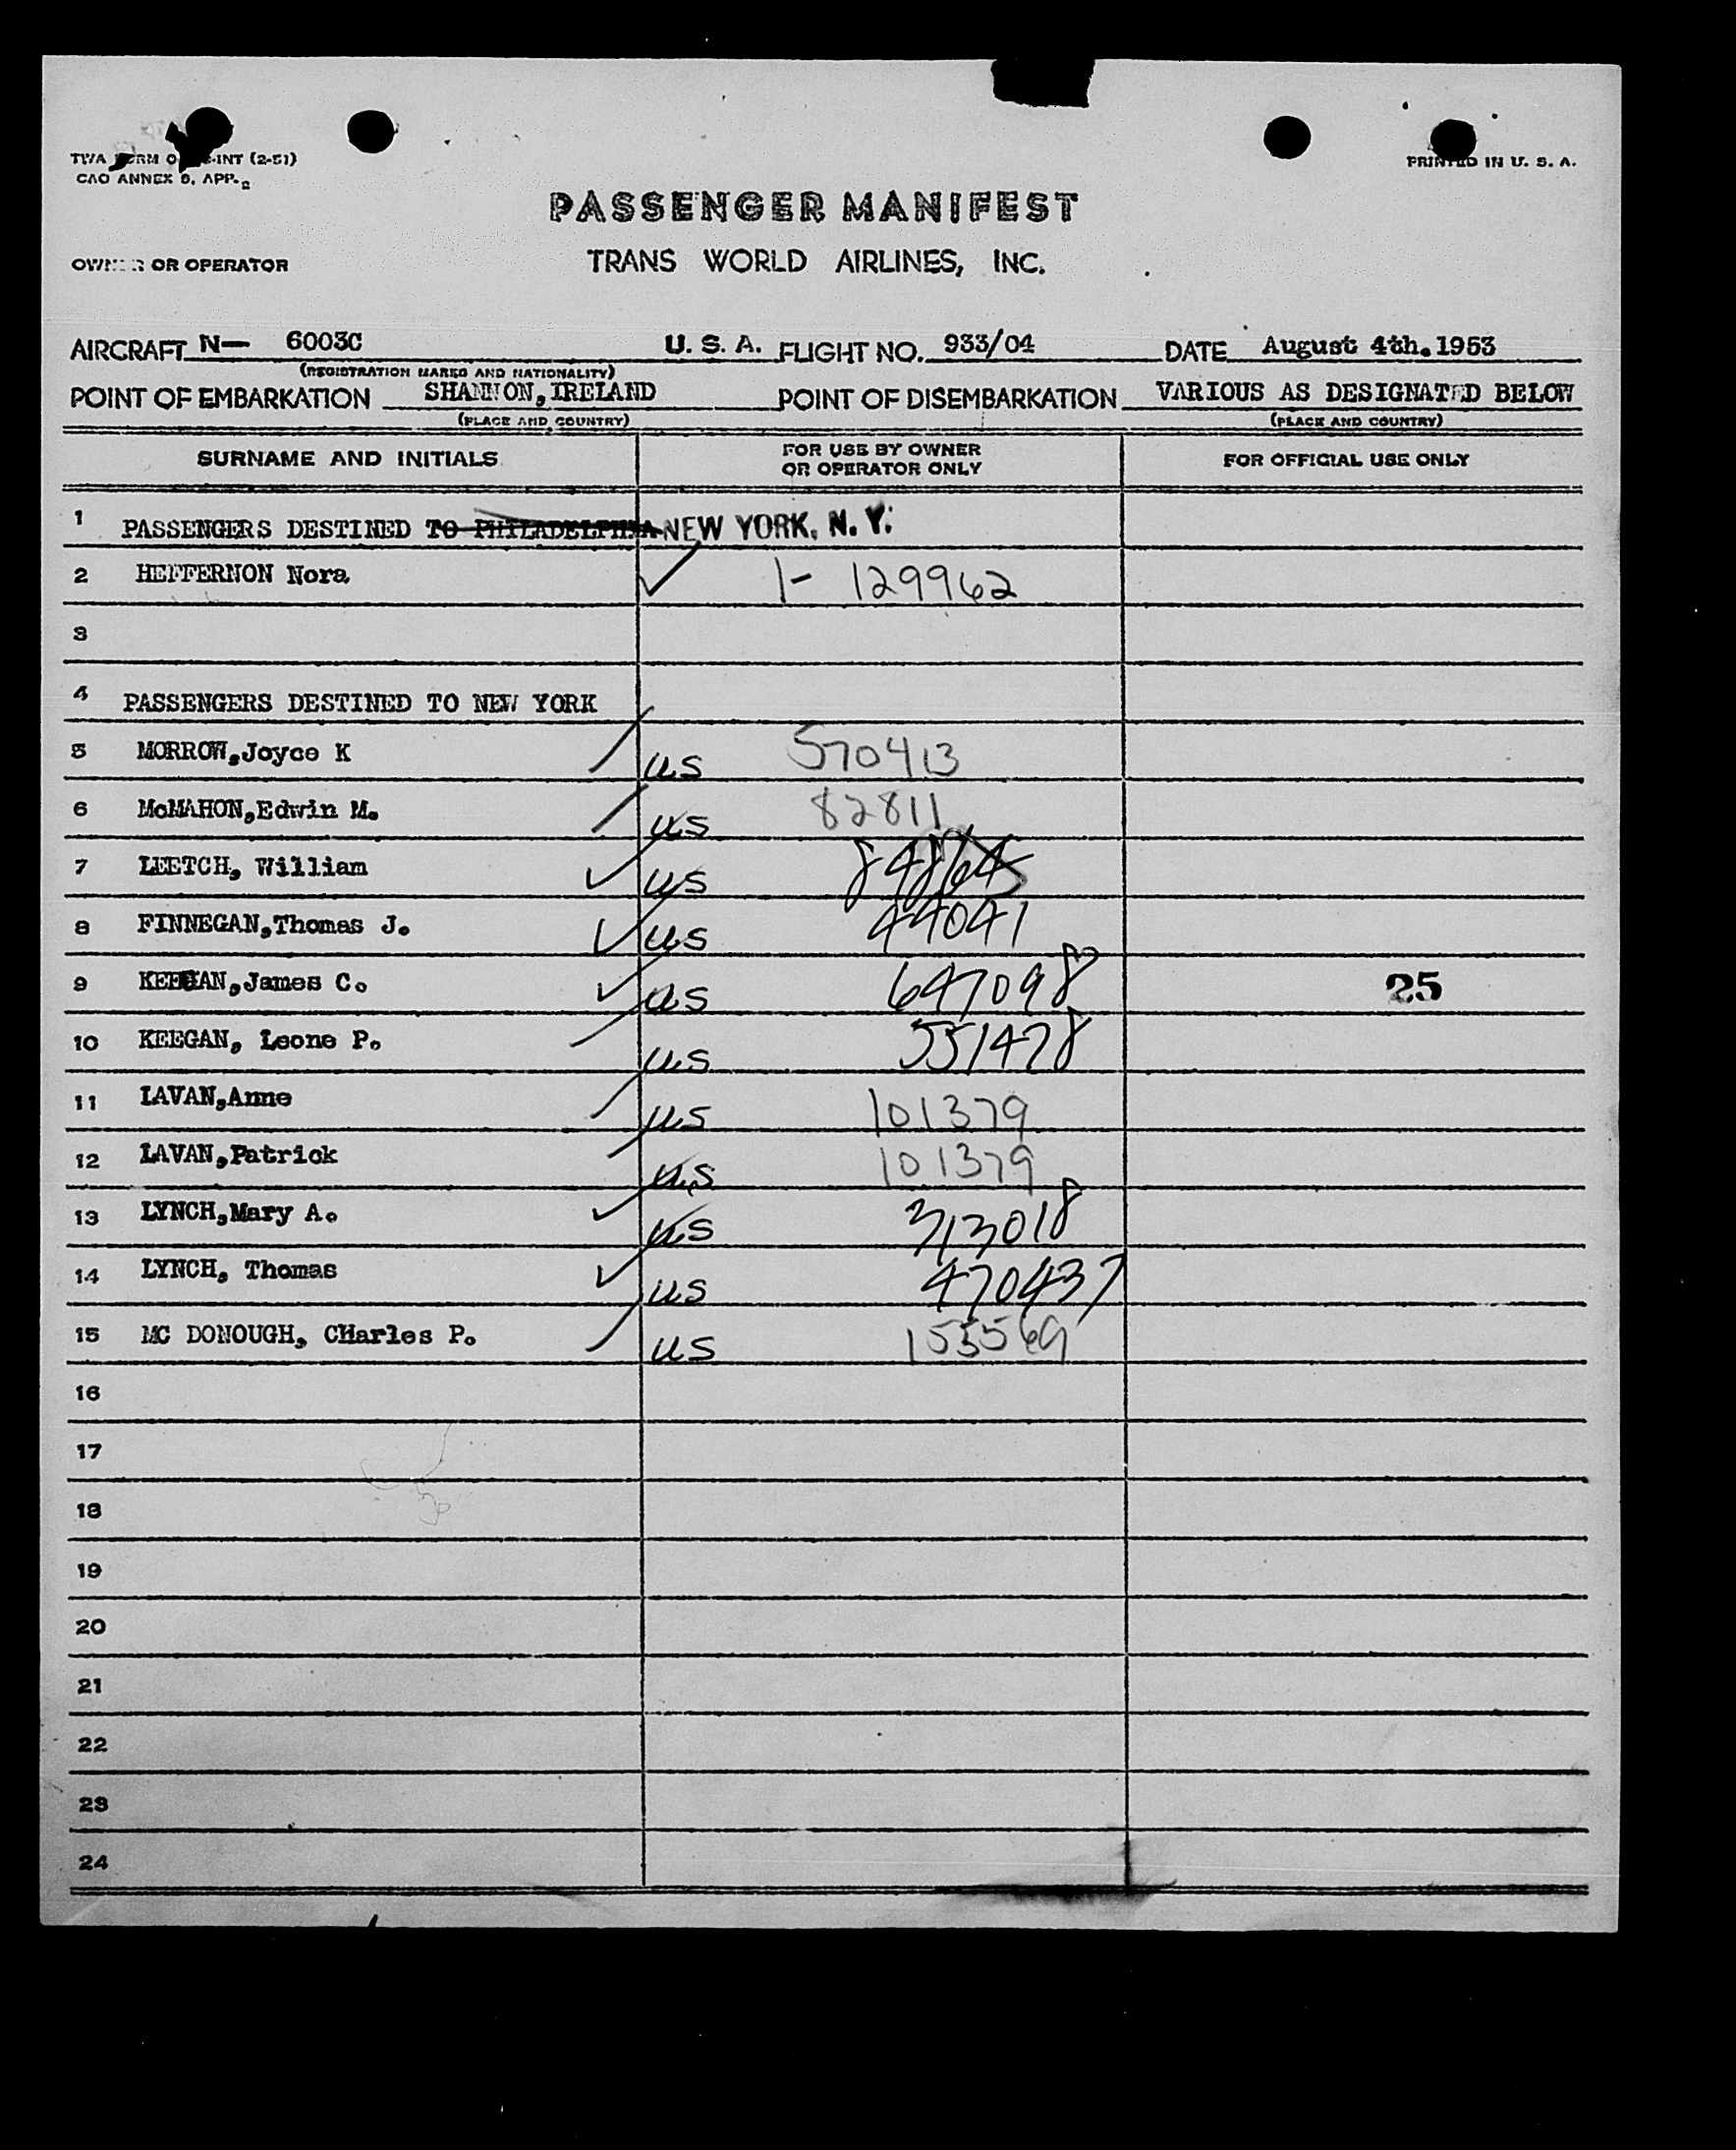 TWA FORM O INT (2-51)
CAO ANNEX 9, APP. 2
PRINTED IN U. S. A.
PASSENGER MANIFEST
OWNER OR OPERATOR TRANS WORLD AIRLINES, INC.
AIRCRAFT N— 6003C U. S. A. FLIGHT NO. 933/04 DATE August 4th.1953
(REGISTRATION MARKS AND NATIONALITY)
POINT OF EMBARKATION SHANNON, IRELAND POINT OF DISEMBARKATION VARIOUS AS DESIGNATED BELOW
(PLACE AND COUNTRY) (PLACE AND COUNTRY)
SURNAME AND INITIALS FOR USE BY OWNER OR OPERATOR ONLY FOR OFFICIAL USE ONLY
1 PASSENGERS DESTINED TO PHILADELPHIA NEW YORK, N. Y.
2 HEFFERNON Nora 1- 129962
3
4 PASSENGERS DESTINED TO NEW YORK
5 MORROW,Joyce K US 570413
6 McMAHON,Edwin M. US 82811
7 LEETCH, William US
8 FINNEGAN,Thomas J. US 44041
9 KEEGAN,James C. US 647098 25
10 KEEGAN, Leone P. US 551478
11 LAVAN,Anne US 101379
12 LAVAN,Patrick US 101379
13 LYNCH,Mary A. US 313018
14 LYNCH, Thomas US 470437
15 MC DONOUGH, CHarles P. US 153569
16
17
18
19
20
21
22
23
24